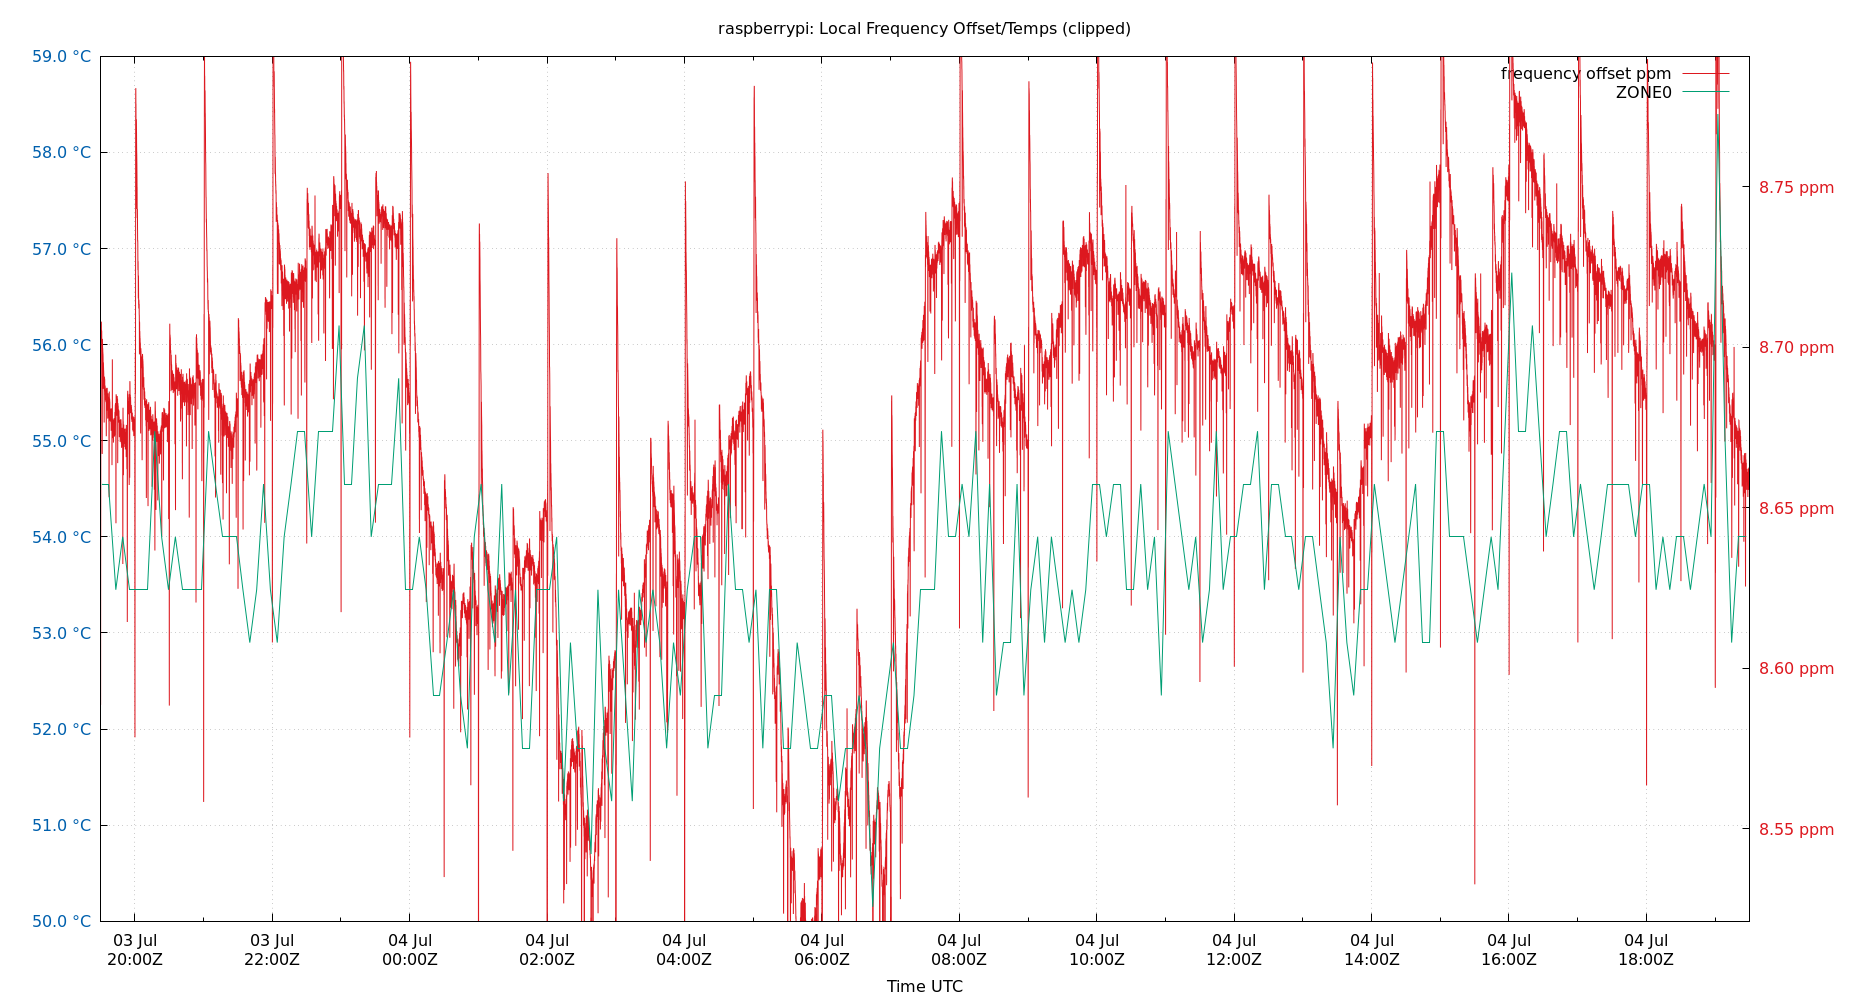 raspberrypi: Local Frequency Offset/Temps (clipped)
frequency offset ppm
ZONE0
59.0 °C
58.0 °C
57.0 °C
56.0 °C
55.0 °C
54.0 °C
53.0 °C
52.0 °C
51.0 °C
50.0 °C
8.75 ppm
8.70 ppm
8.65 ppm
8.60 ppm
8.55 ppm
03 Jul 03 Jul 04 Jul 04 Jul 04 Jul 04 Jul 04 Jul 04 Jul 04 Jul 04 Jul 04 Jul 04 Jul
20:00Z 22:00Z 00:00Z 02:00Z 04:00Z 06:00Z 08:00Z 10:00Z 12:00Z 14:00Z 16:00Z 18:00Z
Time UTC